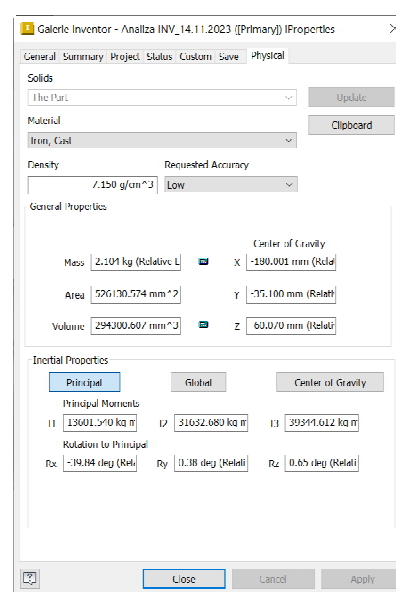 Galerie Inventor - Analiza INV_14.11.2023 ([Primary]) iProperties
General Summary Project Status Custom Save Physical
Solids
The Part
Update
Material
Clipboard
Iron, Cast
Density Requested Accuracy
7.150 g/cm^3 Low
General Properties
Center of Gravity
Mass 2.104 kg (Relative E X -180.001 mm (Relat
Area 526130.574 mm^2 Y -35.100 mm (Relati
Volume 294300.607 mm^3 Z 60.070 mm (Relati
Inertial Properties
Principal Global Center of Gravity
Principal Moments
I1 13601.540 kg m I2 31632.680 kg m I3 39344.612 kg m
Rotation to Principal
Rx -39.84 deg (Rela Ry 0.38 deg (Relati Rz 0.65 deg (Relati
Close Cancel Apply